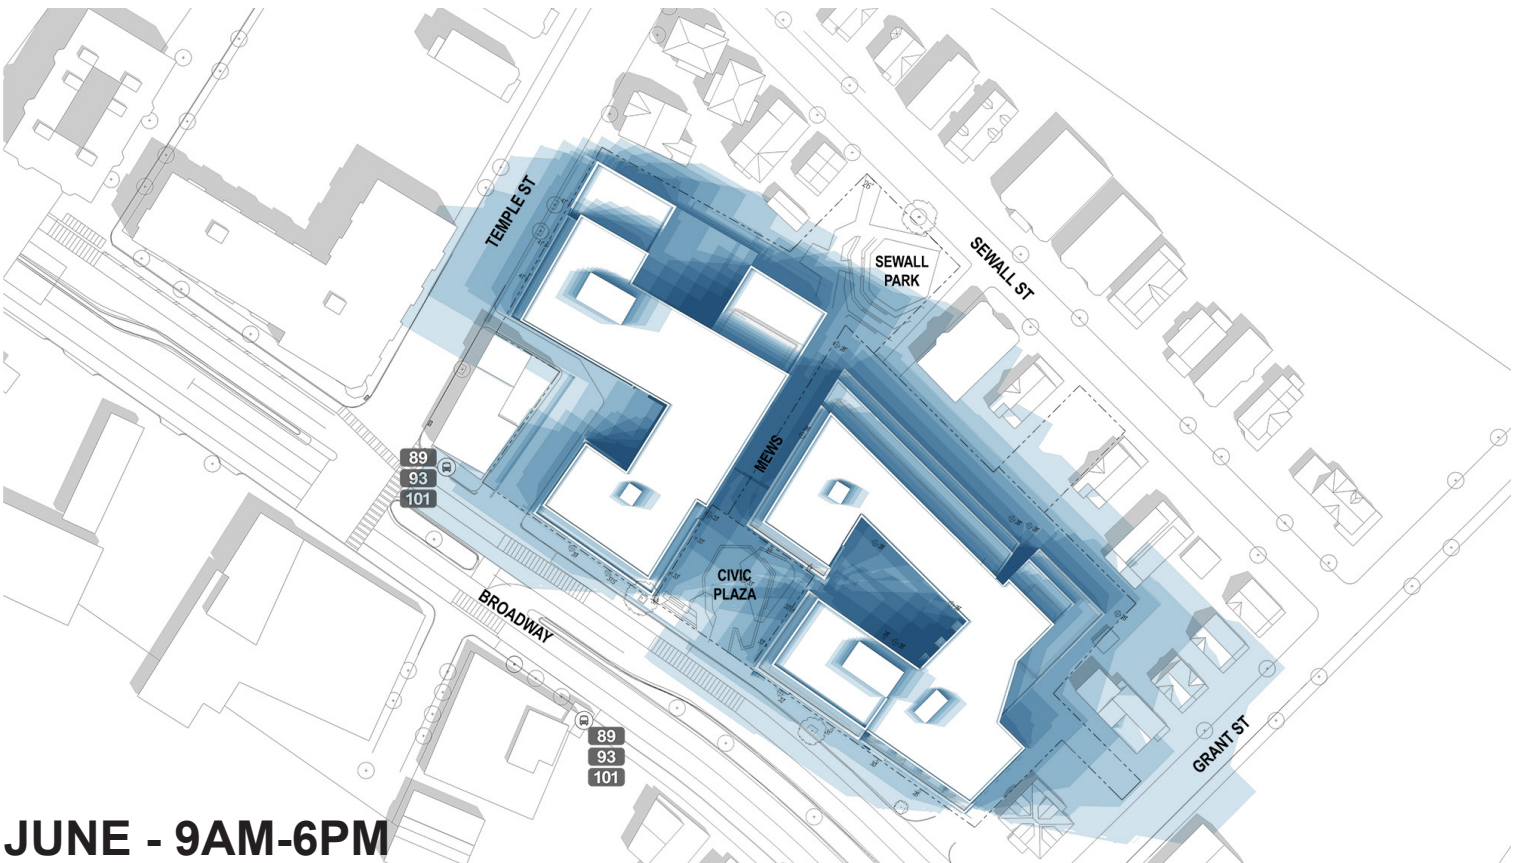 TEMPLE ST
26'
SEWALL
PARK
SEWALL ST
MEWS
89
93
101
CIVIC
PLAZA
BROADWAY
89
93
101
GRANT ST
JUNE - 9AM-6PM